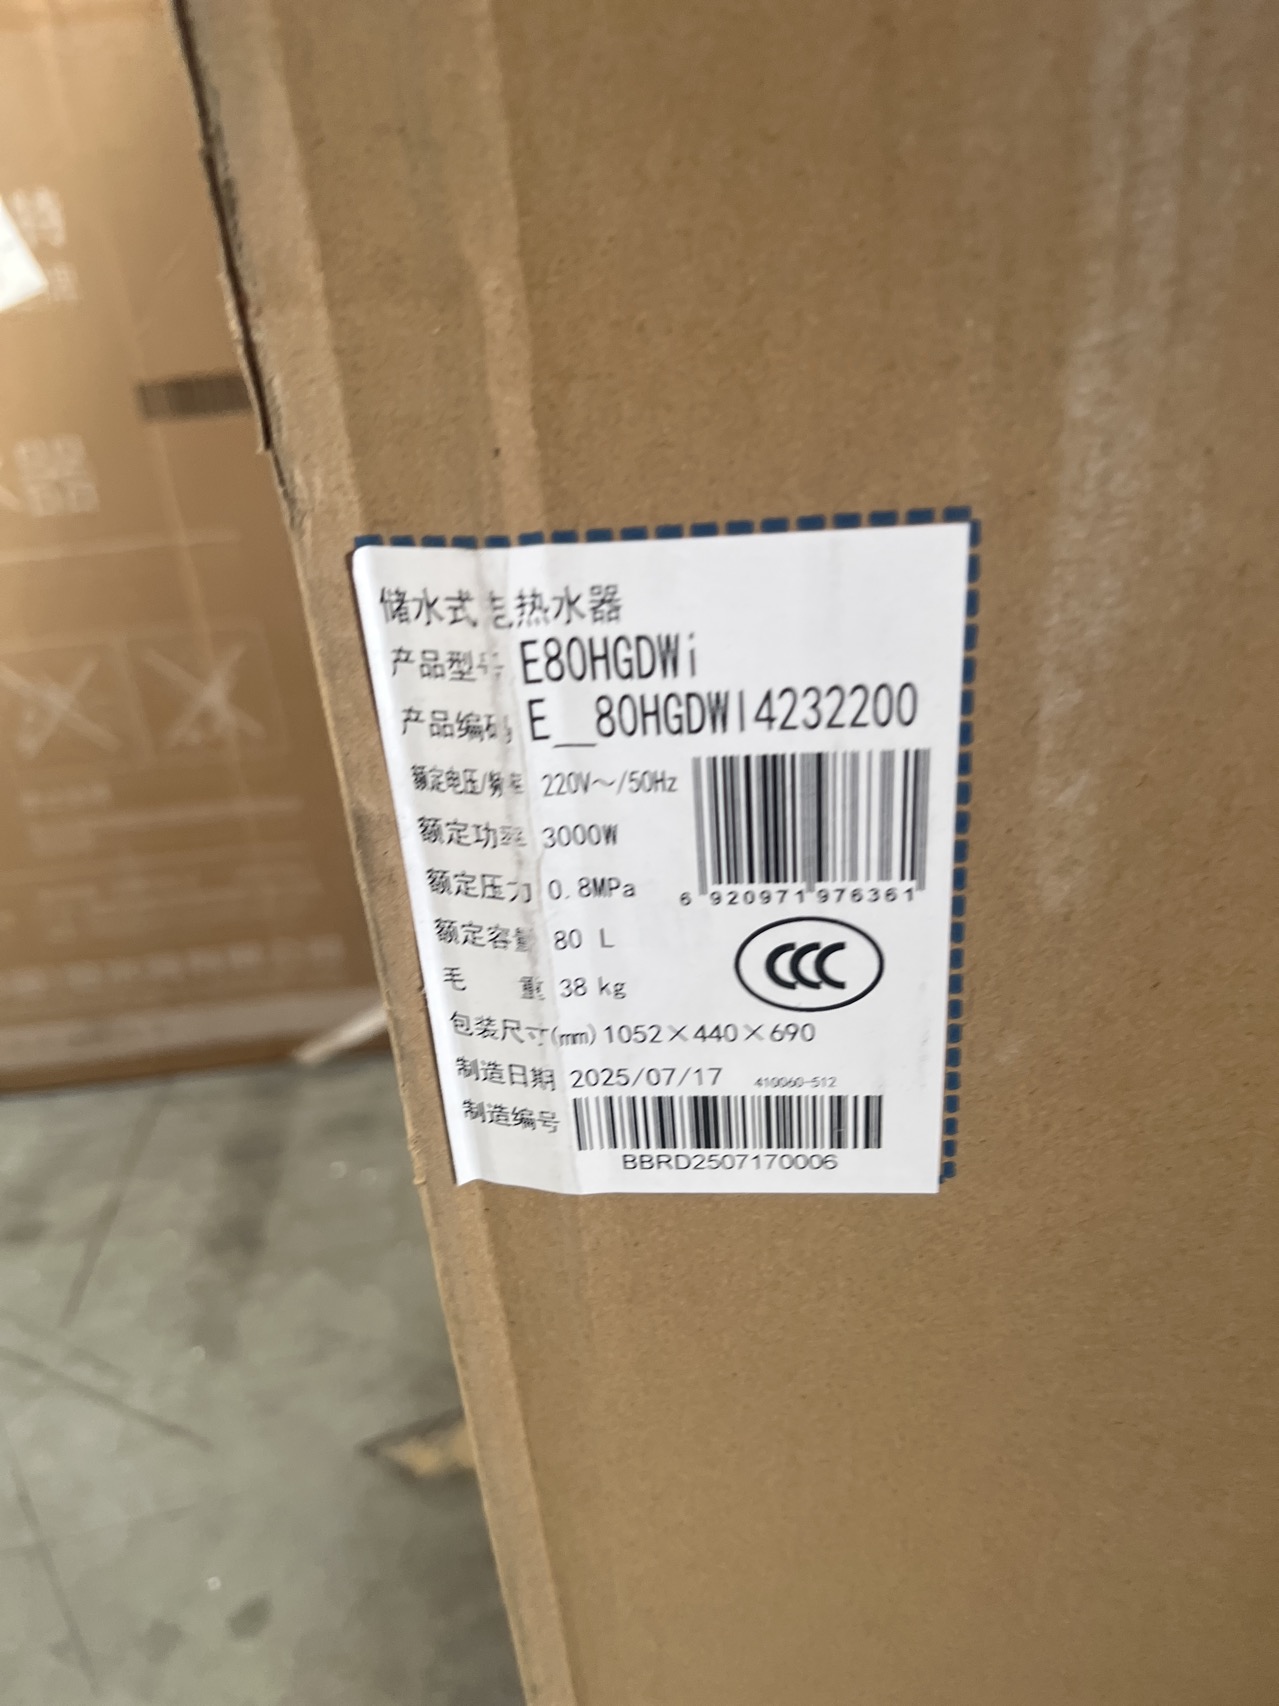 储水式电热水器
产品型号 E80HGDWi
产品编码 E__80HGDWI4232200
额定电压/频率 220V～/50Hz
额定功率 3000W
额定压力 0.8MPa
额定容量 80 L
毛 重 38 kg
包装尺寸(mm) 1052×440×690
制造日期 2025/07/17 410060-512
制造编号
BBRD2507170006
6 920971 976361
CCC
特